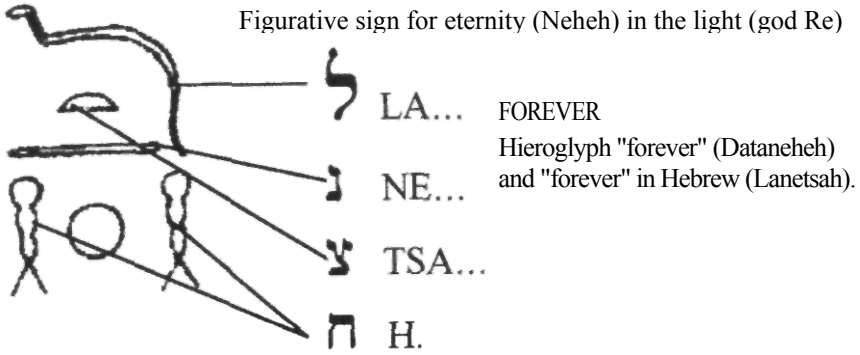 Figurative sign for eternity (Neheh) in the light (god Re)
ל LA...
FOREVER
Hieroglyph "forever" (Dataneheh)
and "forever" in Hebrew (Lanetsah).
נ NE...
צ TSA...
ח H.